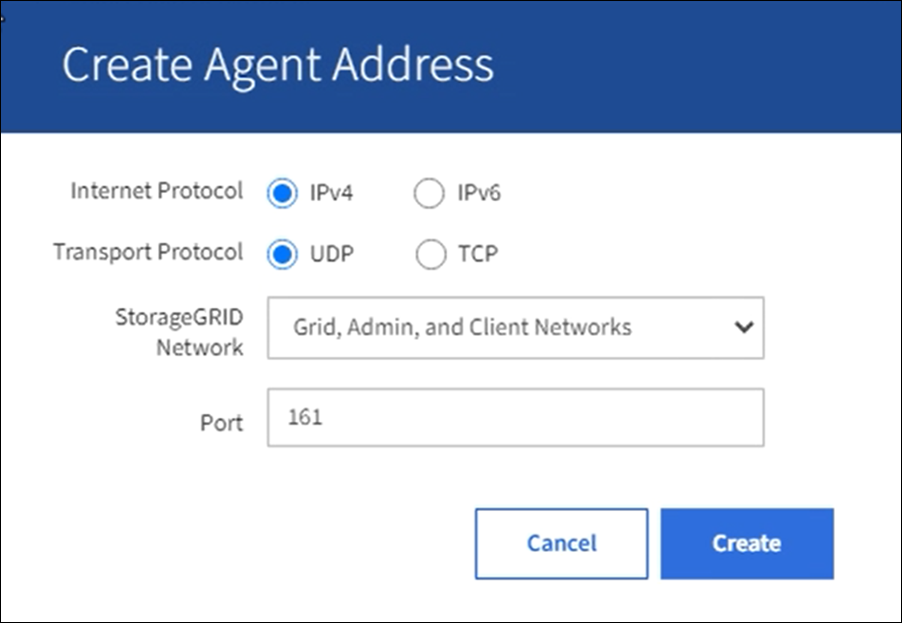 Create Agent Address
Internet Protocol IPv4 IPv6
Transport Protocol UDP TCP
StorageGRID
Network
Grid, Admin, and Client Networks
Port 161
Cancel Create